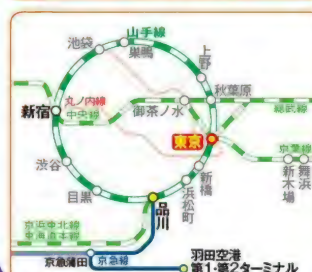 山手線
池袋
巣鴨
上野
秋葉原
丸ノ内線
中央線
御茶ノ水
総武線
新宿
東京
京葉線
渋谷
新橋
新木場
舞浜
目黒
浜松町
品川
京浜東北線
東海道本線
京急蒲田
京急線
羽田空港
第1・第2ターミナル